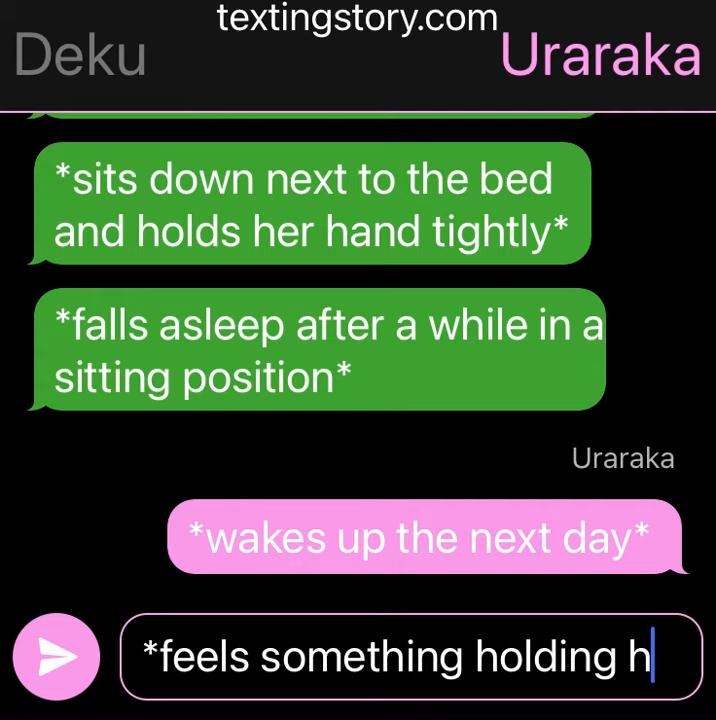 textingstory.com
Deku
Uraraka
*sits down next to the bed
and holds her hand tightly*
*falls asleep after a while in a
sitting position*
Uraraka
*wakes up the next day*
*feels something holding h